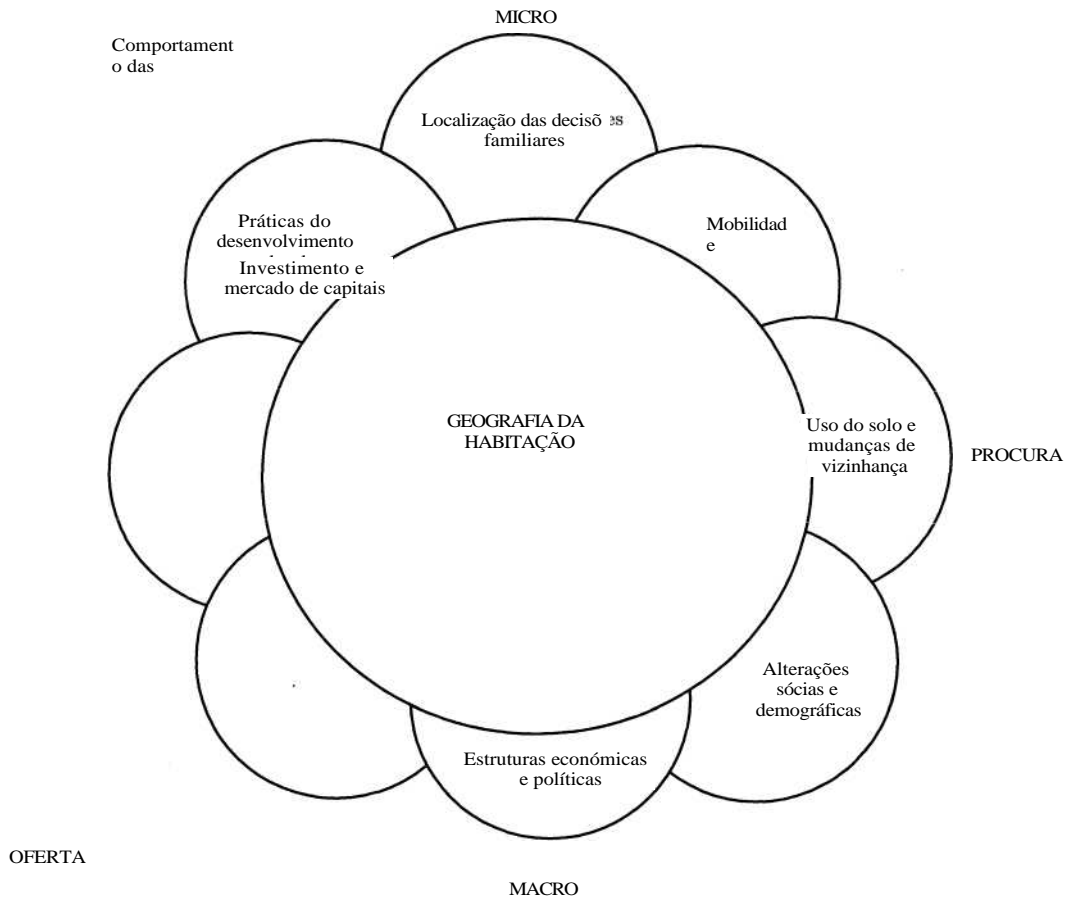 MICRO
Comportament
o das
Localização das decisões
familiares
Práticas do
desenvolvimento
Investimento e
mercado de capitais
Mobilidad
e
GEOGRAFIA DA
HABITAÇÃO
Uso do solo e
mudanças de
vizinhança
PROCURA
Alterações
sócias e
demográficas
Estruturas económicas
e políticas
OFERTA
MACRO